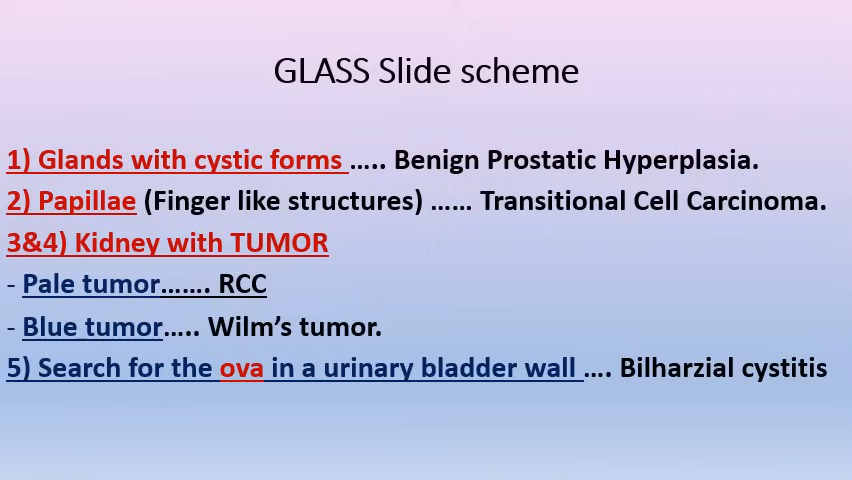 GLASS Slide scheme
1) Glands with cystic forms ….. Benign Prostatic Hyperplasia.
2) Papillae (Finger like structures) …… Transitional Cell Carcinoma.
3&4) Kidney with TUMOR
- Pale tumor……. RCC
- Blue tumor….. Wilm’s tumor.
5) Search for the ova in a urinary bladder wall …. Bilharzial cystitis